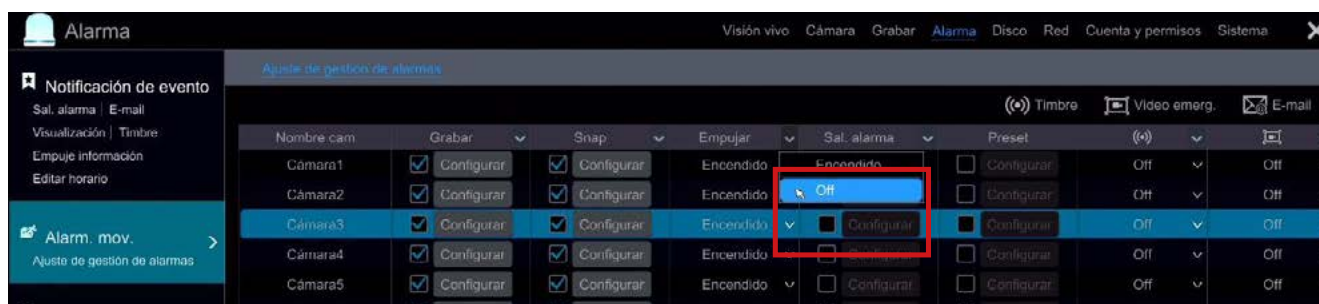 Alarma Visión vivo Cámara Grabar Alarma Disco Red Cuenta y permisos Sistema
Ajuste de gestión de alarmas
Notificación de evento
Sal. alarma | E-mail
Visualización | Timbre
Empuje información
Editar horario
Alarm. mov.
Ajuste de gestión de alarmas
Timbre Video emerg. E-mail
Nombre cam Grabar Snap Empujar Sal. alarma Preset
Cámara1 Configurar Configurar Encendido Encendido Configurar Off Off
Cámara2 Configurar Configurar Encendido Off Configurar Off Off
Cámara3 Configurar Configurar Encendido Configurar Configurar Off Off
Cámara4 Configurar Configurar Encendido Configurar Configurar Off Off
Cámara5 Configurar Configurar Encendido Configurar Configurar Off Off